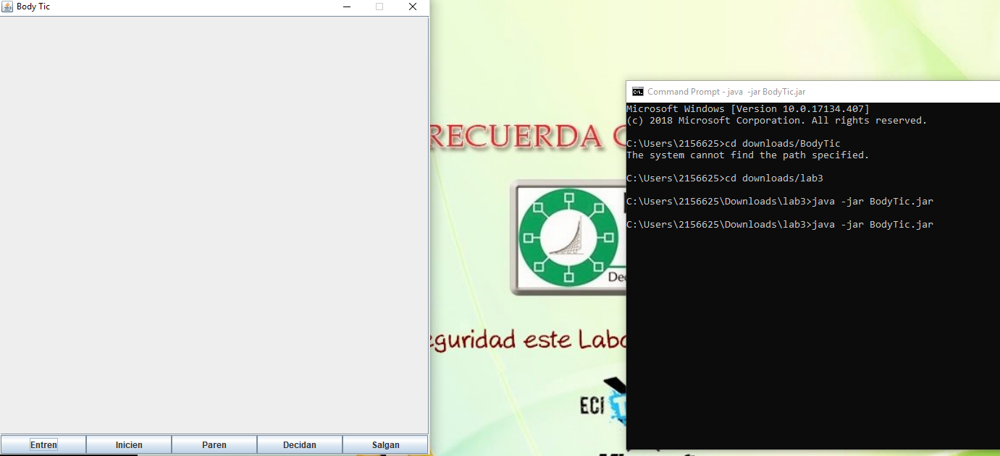 Body Tic
Entren
Inicien
Paren
Decidan
Salgan
RECUERDA
eguridad este
ECI
Command Prompt - java -jar BodyTic.jar
Microsoft Windows [Version 10.0.17134.407]
(c) 2018 Microsoft Corporation. All rights reserved.
C:\Users\2156625>cd downloads/BodyTic
The system cannot find the path specified.
C:\Users\2156625>cd downloads/lab3
C:\Users\2156625\Downloads\lab3>java -jar BodyTic.jar
C:\Users\2156625\Downloads\lab3>java -jar BodyTic.jar